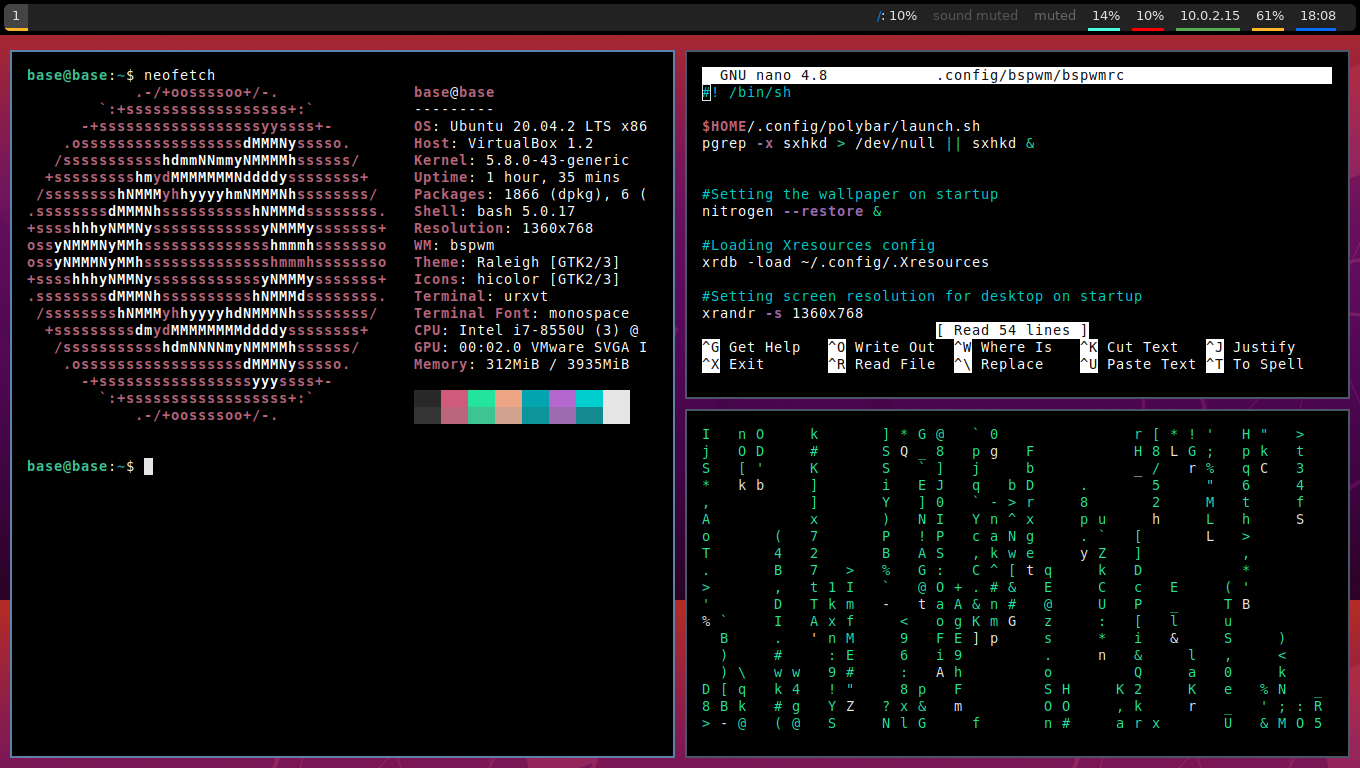 1 /: 10% sound muted muted 14% 10% 10.0.2.15 61% 18:08
base@base:~$ neofetch
.-/+oossssoo+/-.
`:+ssssssssssssssssss+:`
-+ssssssssssssssssssyyssss+-
.ossssssssssssssssssdMMMNysssso.
/ssssssssssshdmmNNmmyNMMMMhssssss/
+ssssssssshmydMMMMMMMNddddyssssssss+
/sssssssshNMMMyhhyyyyhmNMMMNhssssssss/
.ssssssssdMMMNhsssssssssshNMMMdssssssss.
+sssshhhyNMMNyssssssssssssyNMMMysssssss+
ossyNMMMNyMMhsssssssssssssshmmmhssssssso
ossyNMMMNyMMhsssssssssssssshmmmhssssssso
+sssshhhyNMMNyssssssssssssyNMMMysssssss+
.ssssssssdMMMNhsssssssssshNMMMdssssssss.
/sssssssshNMMMyhhyyyyhdNMMMNhssssssss/
+sssssssssdmydMMMMMMMMddddyssssssss+
/ssssssssssshdmNNNNmyNMMMMhssssss/
.ossssssssssssssssssdMMMNysssso.
-+sssssssssssssssssyyyssss+-
`:+ssssssssssssssssss+:`
.-/+oossssoo+/-.
base@base
---------
OS: Ubuntu 20.04.2 LTS x86
Host: VirtualBox 1.2
Kernel: 5.8.0-43-generic
Uptime: 1 hour, 35 mins
Packages: 1866 (dpkg), 6 (
Shell: bash 5.0.17
Resolution: 1360x768
WM: bspwm
Theme: Raleigh [GTK2/3]
Icons: hicolor [GTK2/3]
Terminal: urxvt
Terminal Font: monospace
CPU: Intel i7-8550U (3) @
GPU: 00:02.0 VMware SVGA I
Memory: 312MiB / 3935MiB
base@base:~$
GNU nano 4.8 .config/bspwm/bspwmrc
#! /bin/sh
$HOME/.config/polybar/launch.sh
pgrep -x sxhkd > /dev/null || sxhkd &
#Setting the wallpaper on startup
nitrogen --restore &
#Loading Xresources config
xrdb -load ~/.config/.Xresources
#Setting screen resolution for desktop on startup
xrandr -s 1360x768
[ Read 54 lines ]
^G Get Help ^O Write Out ^W Where Is ^K Cut Text ^J Justify
^X Exit ^R Read File ^\ Replace ^U Paste Text ^T To Spell
I n O k ] * G @ ` 0 r [ * ! ' H " >
j O D # S Q _ 8 p g F H 8 L G ; p k t
S [ ' K S ` ] j b _ / r % q C 3
* k b ] i E J q b D . 5 " 6 4
, ] Y ] 0 ` - > r 8 2 M t f
A x ) N I Y n ^ x p u h L h S
o ( 7 P ! P c a N g . ` [ L >
T 4 2 B A S , k w e y Z ] ,
. B 7 > % G : C ^ [ t q k D *
> , t 1 I ` @ O + . # & E C c E ( '
' D T k m - t a A & n # @ U P _ T B
% ` I A x f < o g K m G z : [ l u
B . ' n M 9 F E ] p s * i & S )
) # : E 6 i 9 . n & l , <
) \ w w 9 # : A h o Q a 0 k
D [ q k 4 ! " 8 p F S H K 2 K e % N _
8 B k # g Y Z ? x & m O O , k r _ ' ; : R
> - @ ( @ S N l G f n # a r x U & M O 5